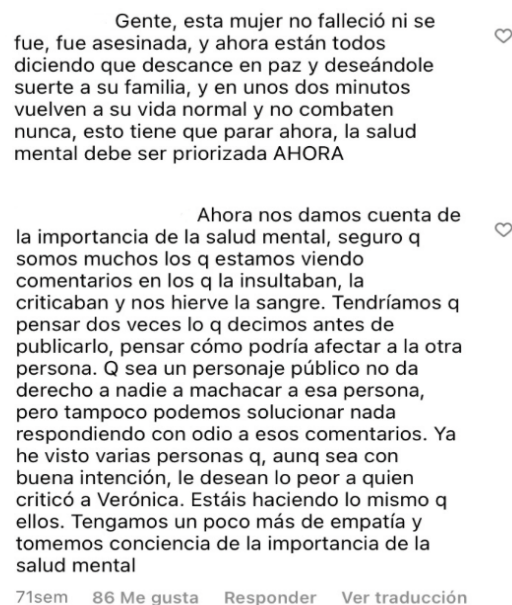 Gente, esta mujer no falleció ni se
fue, fue asesinada, y ahora están todos
diciendo que descance en paz y deseándole
suerte a su familia, y en unos dos minutos
vuelven a su vida normal y no combaten
nunca, esto tiene que parar ahora, la salud
mental debe ser priorizada AHORA
Ahora nos damos cuenta de
la importancia de la salud mental, seguro q
somos muchos los q estamos viendo
comentarios en los q la insultaban, la
criticaban y nos hierve la sangre. Tendríamos q
pensar dos veces lo q decimos antes de
publicarlo, pensar cómo podría afectar a la otra
persona. Q sea un personaje público no da
derecho a nadie a machacar a esa persona,
pero tampoco podemos solucionar nada
respondiendo con odio a esos comentarios. Ya
he visto varias personas q, aunq sea con
buena intención, le desean lo peor a quien
criticó a Verónica. Estáis haciendo lo mismo q
ellos. Tengamos un poco más de empatía y
tomemos conciencia de la importancia de la
salud mental
71sem 86 Me gusta Responder Ver traducción